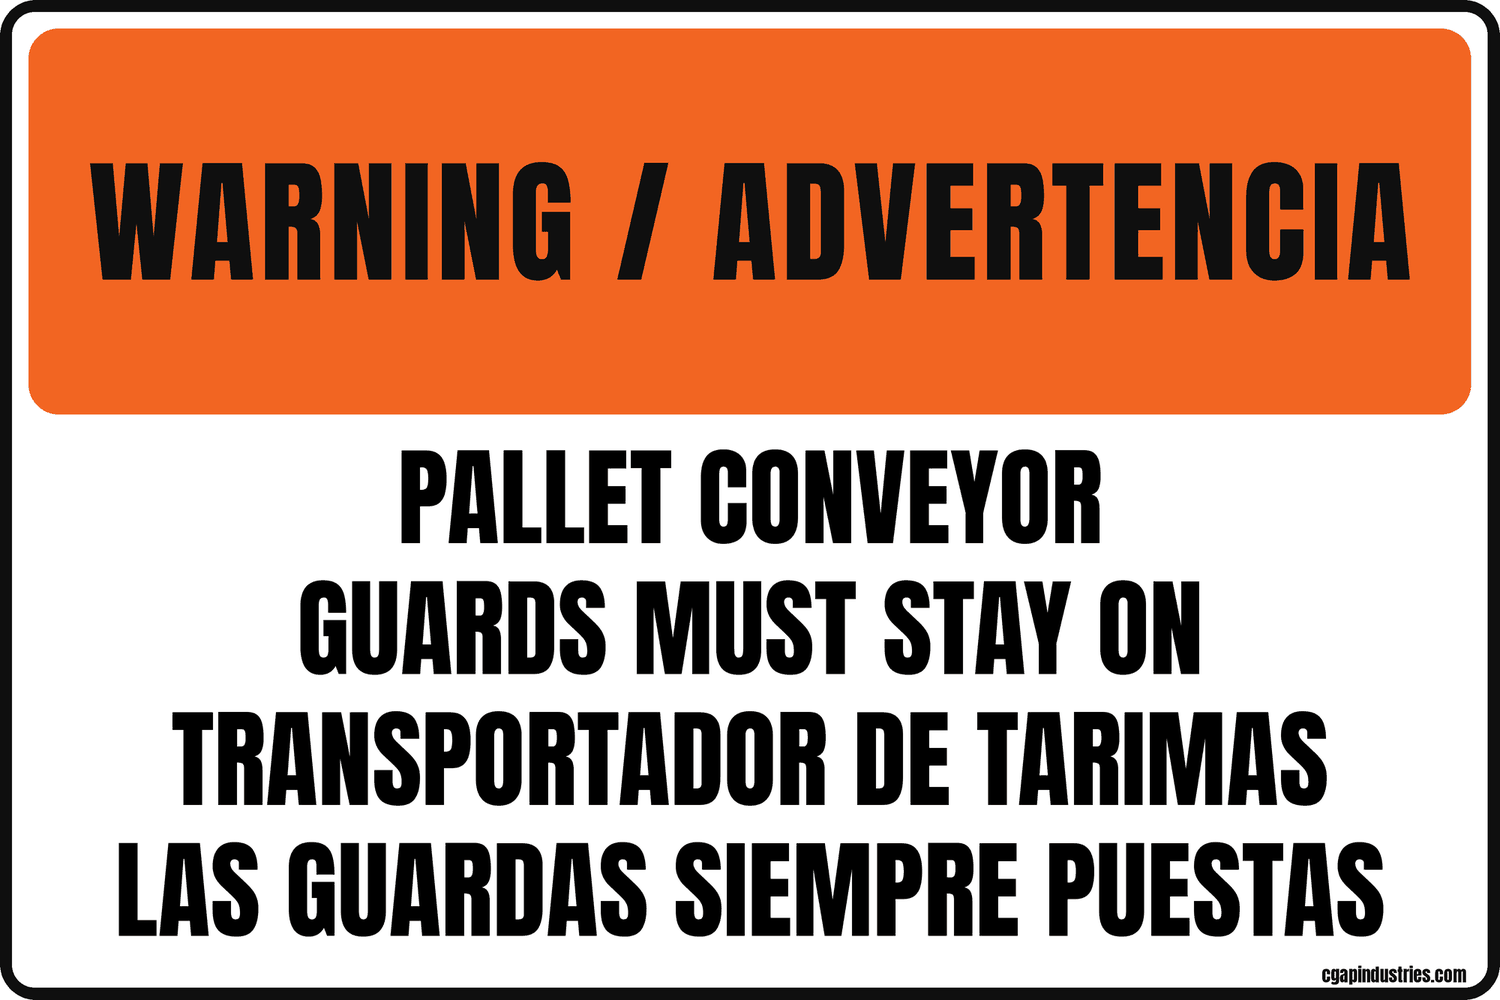 WARNING / ADVERTENCIA
PALLET CONVEYOR
GUARDS MUST STAY ON
TRANSPORTADOR DE TARIMAS
LAS GUARDAS SIEMPRE PUESTAS
cgapindustries.com